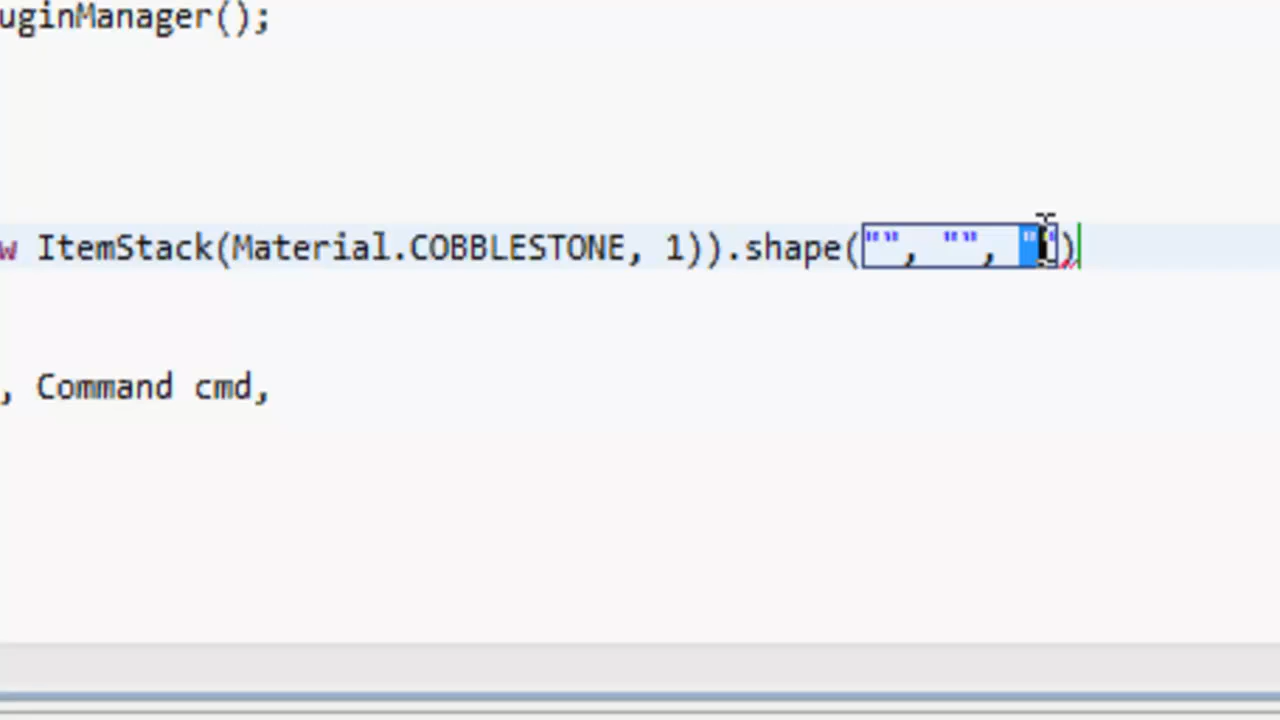 uginManager();
w ItemStack(Material.COBBLESTONE, 1)).shape("", "", "")
, Command cmd,